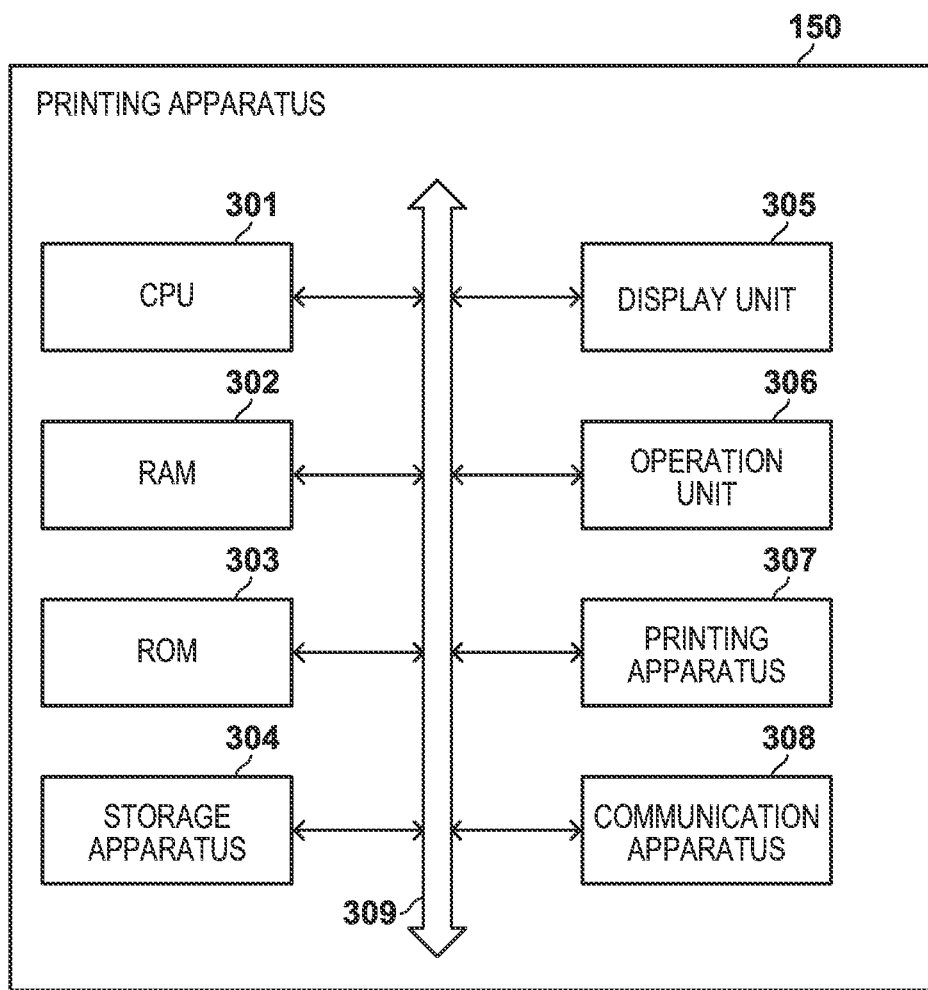 150
PRINTING APPARATUS
301
CPU
305
DISPLAY UNIT
302
RAM
306
OPERATION
UNIT
303
ROM
307
PRINTING
APPARATUS
304
STORAGE
APPARATUS
308
COMMUNICATION
APPARATUS
309